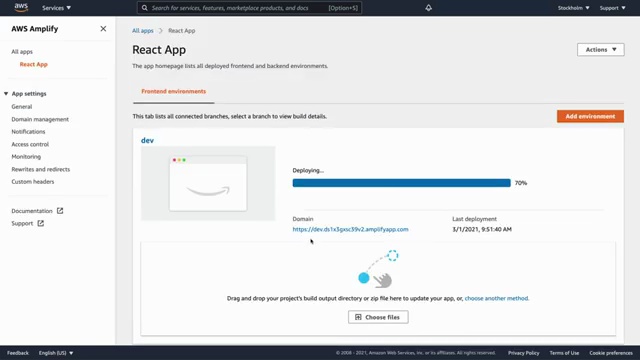 aws
Services
Search for services, features, marketplace products, and docs
[Option+S]
Stockholm
Support
AWS Amplify
All apps
React App
App settings
General
Domain management
Notifications
Access control
Monitoring
Rewrites and redirects
Custom headers
Documentation
Support
All apps
React App
React App
Actions
The app homepage lists all deployed frontend and backend environments.
Frontend environments
This tab lists all connected branches, select a branch to view build details.
Add environment
dev
Deploying...
70%
Domain
https://dev.ds1x3gxsc39v2.amplifyapp.com
Last deployment
3/1/2021, 9:51:40 AM
Drag and drop your project's build output directory or zip file here to update your app, or, choose another method.
Choose files
Feedback
English (US)
© 2008 - 2021, Amazon Web Services, Inc. or its affiliates. All rights reserved.
Privacy Policy
Terms of Use
Cookie preferences